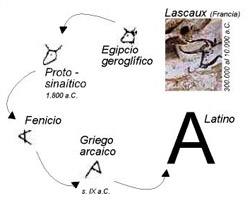 Lascaux (Francia)
300.000 al 10.000 a.C.
Egipcio
geroglífico
Proto -
sinaítico
1.800 a.C.
Fenicio
Griego
arcaico
A
s. IX a.C.
Latino
A